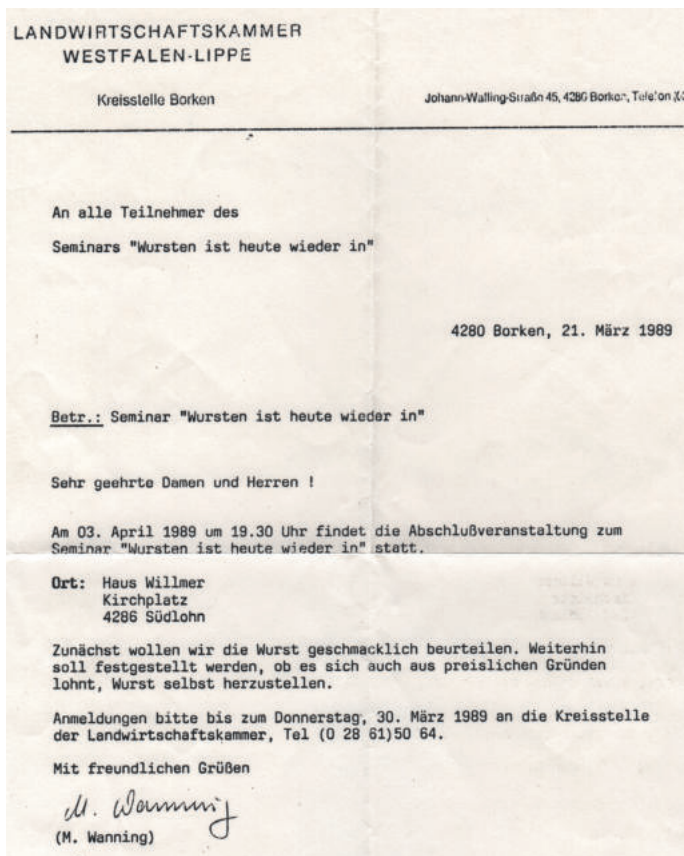 LANDWIRTSCHAFTSKAMMER
WESTFALEN-LIPPE
Kreisstelle Borken
Johann-Walling-Straße 45, 4280 Borken, Telefon
An alle Teilnehmer des
Seminars "Wursten ist heute wieder in"
4280 Borken, 21. März 1989
Betr.: Seminar "Wursten ist heute wieder in"
Sehr geehrte Damen und Herren !
Am 03. April 1989 um 19.30 Uhr findet die Abschlußveranstaltung zum
Seminar "Wursten ist heute wieder in" statt.
Ort: Haus Willmer
Kirchplatz
4286 Südlohn
Zunächst wollen wir die Wurst geschmacklich beurteilen. Weiterhin
soll festgestellt werden, ob es sich auch aus preislichen Gründen
lohnt, Wurst selbst herzustellen.
Anmeldungen bitte bis zum Donnerstag, 30. März 1989 an die Kreisstelle
der Landwirtschaftskammer, Tel (0 28 61)50 64.
Mit freundlichen Grüßen
M. Wanning
(M. Wanning)